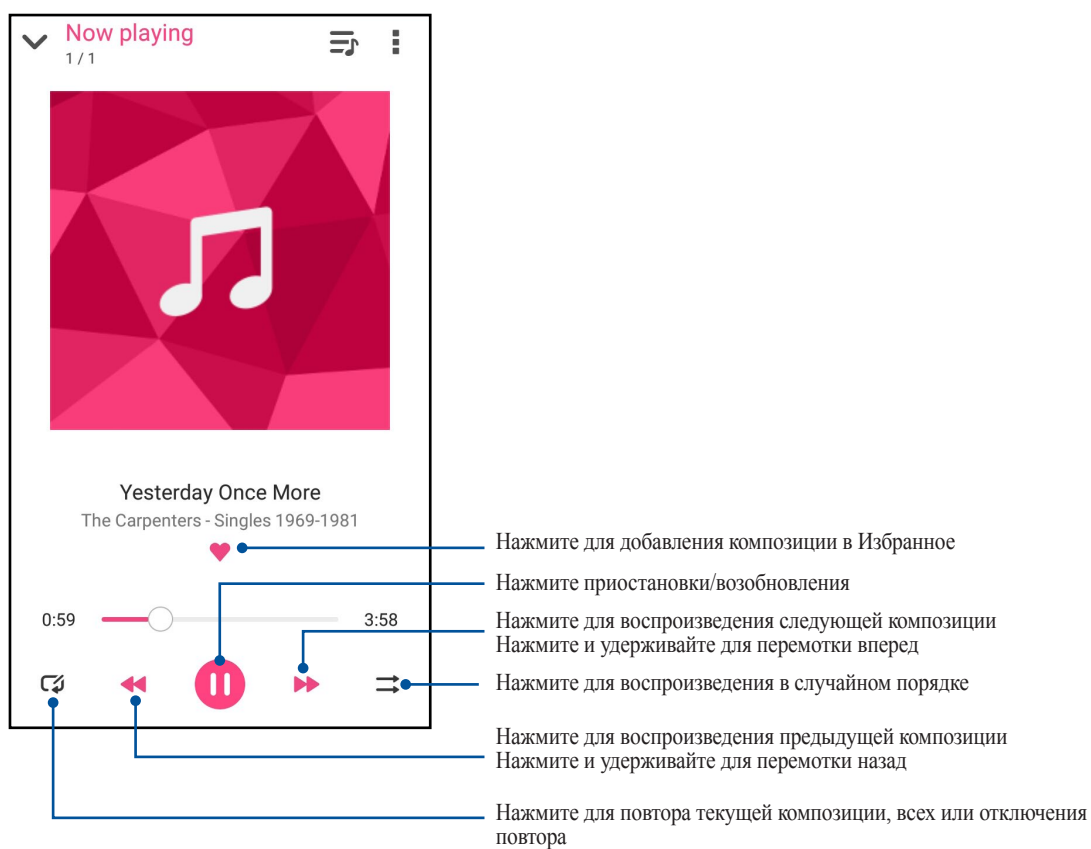 Now playing
1 / 1
Yesterday Once More
The Carpenters - Singles 1969-1981
0:59
3:58
Нажмите для добавления композиции в Избранное
Нажмите приостановки/возобновления
Нажмите для воспроизведения следующей композиции
Нажмите и удерживайте для перемотки вперед
Нажмите для воспроизведения в случайном порядке
Нажмите для воспроизведения предыдущей композиции
Нажмите и удерживайте для перемотки назад
Нажмите для повтора текущей композиции, всех или отключения
повтора